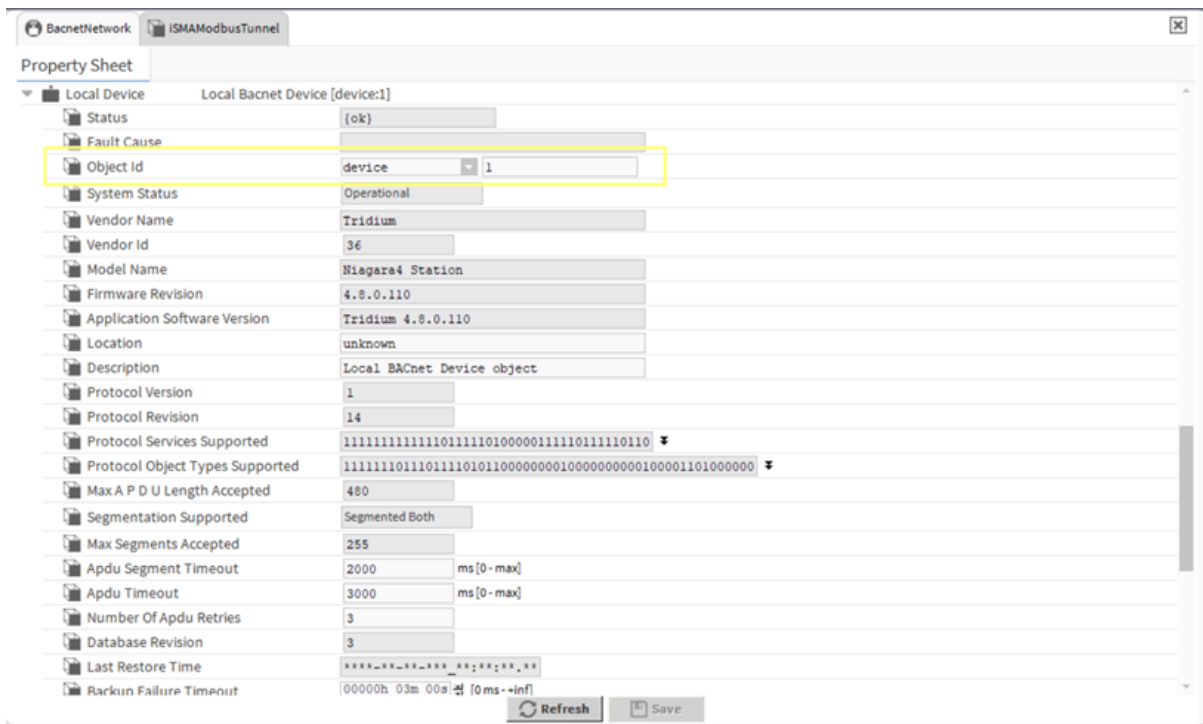 BacnetNetwork iSMAModbusTunnel
Property Sheet
Local Device Local Bacnet Device [device:1]
Status {ok}
Fault Cause
Object Id device 1
System Status Operational
Vendor Name Tridium
Vendor Id 36
Model Name Niagara4 Station
Firmware Revision 4.8.0.110
Application Software Version Tridium 4.8.0.110
Location unknown
Description Local BACnet Device object
Protocol Version 1
Protocol Revision 14
Protocol Services Supported 11111111111110111110100000111110111110110
Protocol Object Types Supported 111111101110111101011000000001000000000010000110100000​0
Max A P D U Length Accepted 480
Segmentation Supported Segmented Both
Max Segments Accepted 255
Apdu Segment Timeout 2000 ms [0 - max]
Apdu Timeout 3000 ms [0 - max]
Number Of Apdu Retries 3
Database Revision 3
Last Restore Time ****-**-**-***_**:**:**.**
Backup Failure Timeout 00000h 03m 00s [0 ms - +inf]
Refresh Save